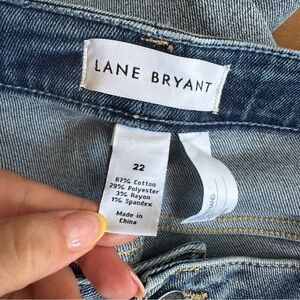 LANE BRYANT
22
67% Cotton
29% Polyester
3% Rayon
1% Spandex
Made in
China